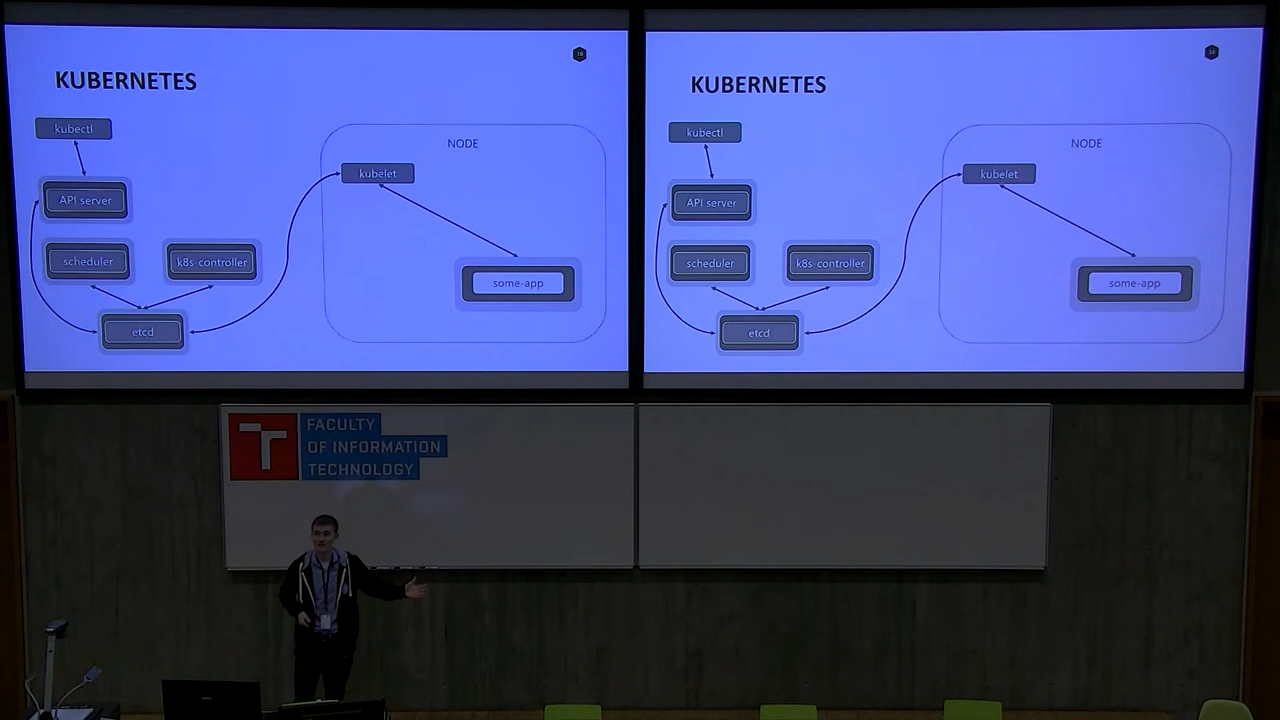 18
KUBERNETES
kubectl
NODE
kubelet
API server
scheduler
k8s-controller
some-app
etcd
KUBERNETES
kubectl
NODE
kubelet
API server
scheduler
k8s-controller
some-app
etcd
FACULTY
OF INFORMATION
TECHNOLOGY